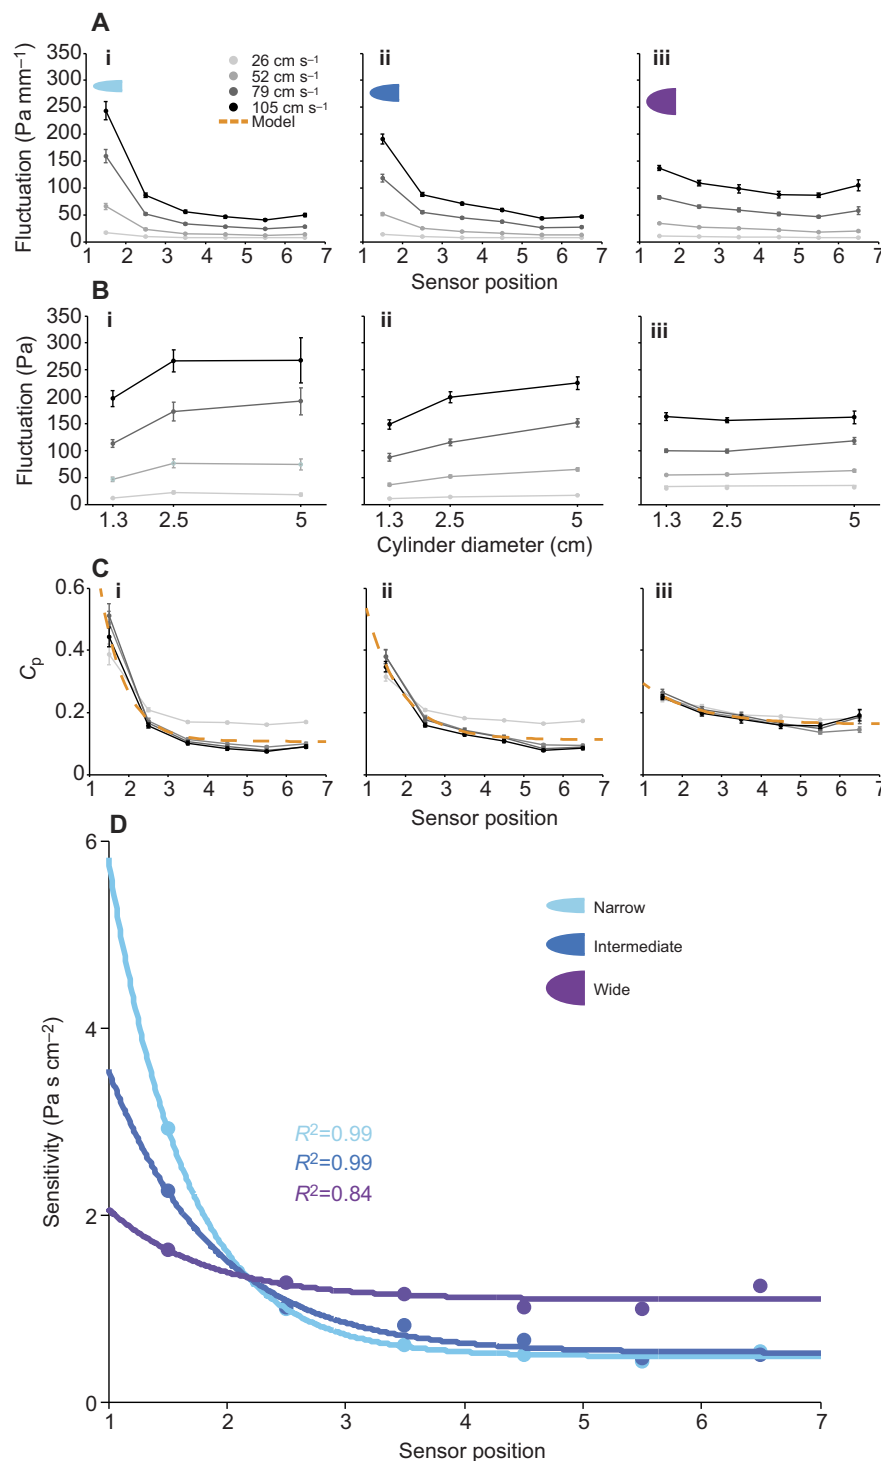 A
i
ii
iii
26 cm s–1
52 cm s–1
79 cm s–1
105 cm s–1
Model
Fluctuation (Pa mm–1)
350
300
250
200
150
100
50
0
1 2 3 4 5 6 7
1 2 3 4 5 6 7
1 2 3 4 5 6 7
Sensor position
B
i
ii
iii
Fluctuation (Pa)
350
300
250
200
150
100
50
0
1.3 2.5 5
1.3 2.5 5
1.3 2.5 5
Cylinder diameter (cm)
C
i
ii
iii
Cp
0.6
0.4
0.2
0
1 2 3 4 5 6 7
1 2 3 4 5 6 7
1 2 3 4 5 6 7
Sensor position
D
Sensitivity (Pa s cm–2)
6
4
2
0
Narrow
Intermediate
Wide
R2=0.99
R2=0.99
R2=0.84
1 2 3 4 5 6 7
Sensor position